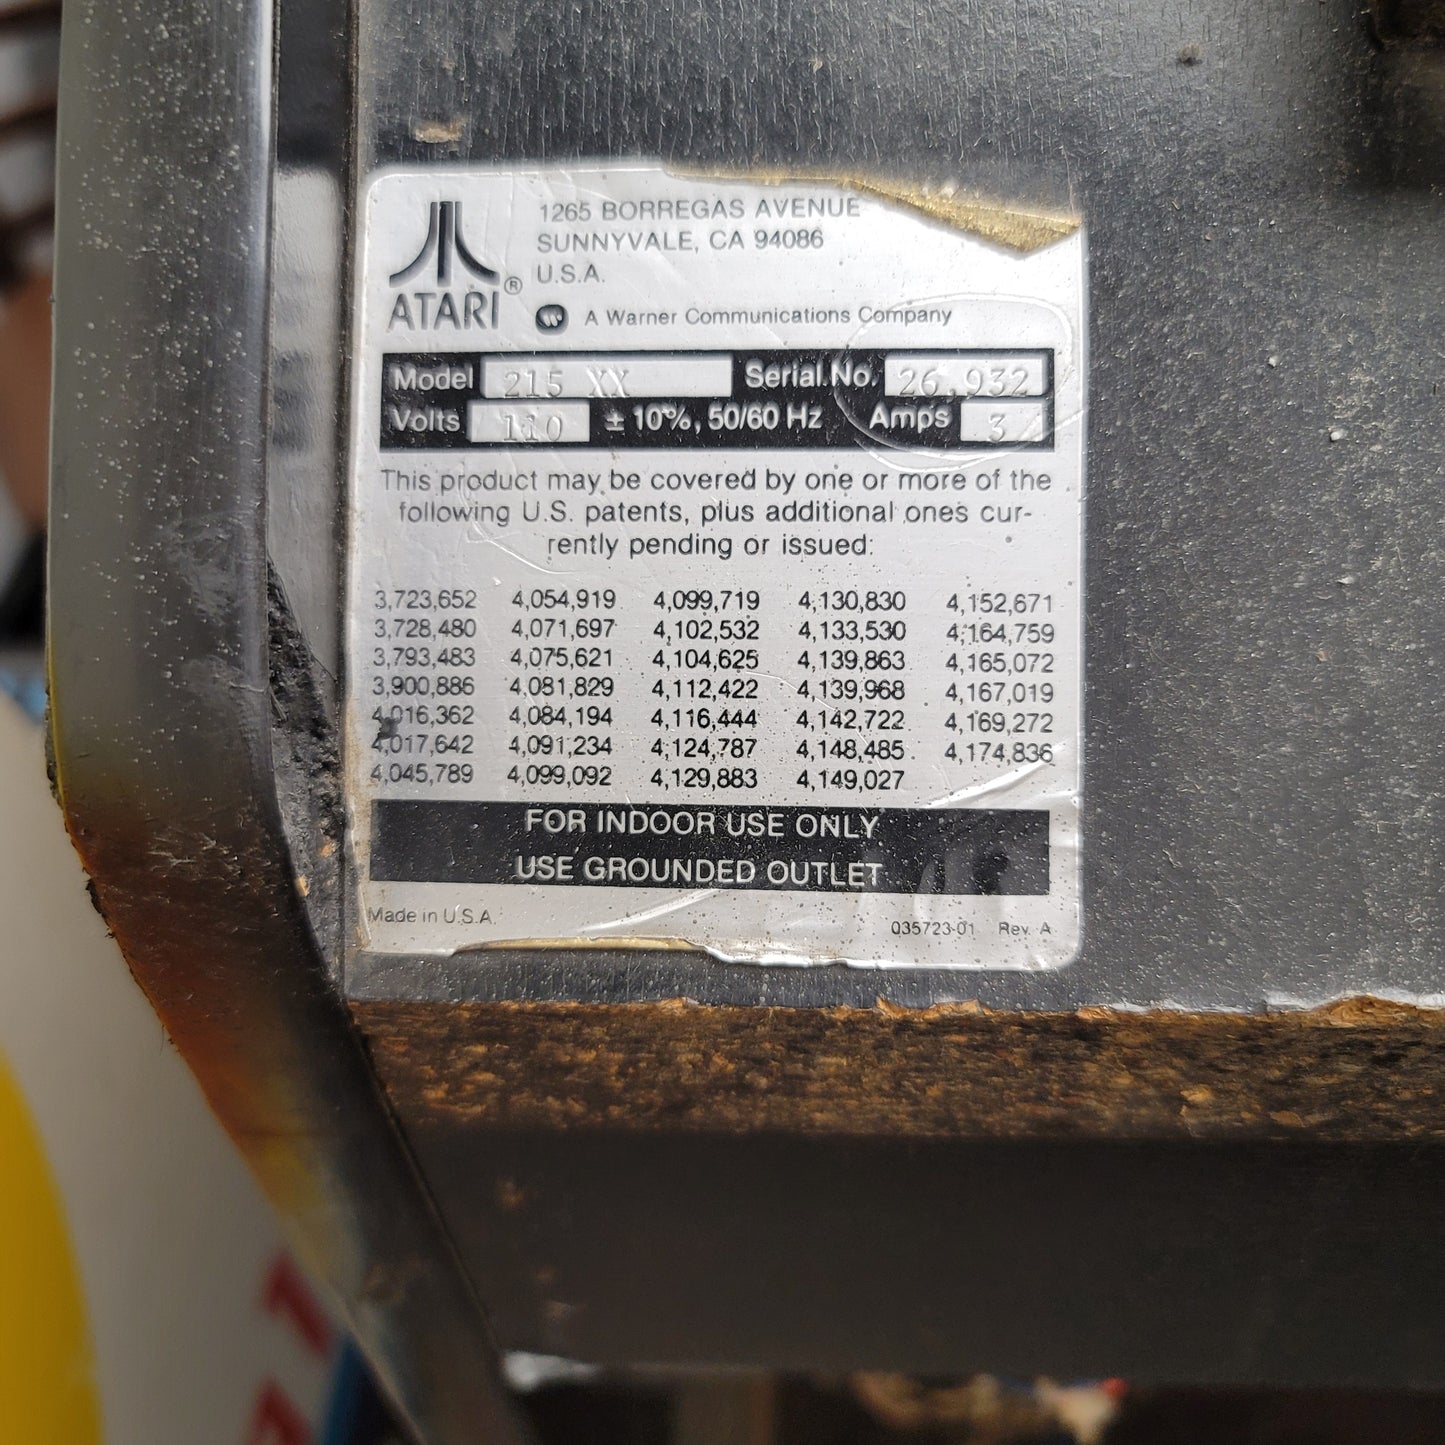 1265 BORREGAS AVENUE
SUNNYVALE, CA 94086
U.S.A.
ATARI®
A Warner Communications Company
Model 215 XX Serial No. 26,932
Volts 110 ± 10%, 50/60 Hz Amps 3
This product may be covered by one or more of the
following U.S. patents, plus additional ones cur-
rently pending or issued:
3,723,652 4,054,919 4,099,719 4,130,830 4,152,671
3,728,480 4,071,697 4,102,532 4,133,530 4,164,759
3,793,483 4,075,621 4,104,625 4,139,863 4,165,072
3,900,886 4,081,829 4,112,422 4,139,968 4,167,019
4,016,362 4,084,194 4,116,444 4,142,722 4,169,272
4,017,642 4,091,234 4,124,787 4,148,485 4,174,836
4,045,789 4,099,092 4,129,883 4,149,027
FOR INDOOR USE ONLY
USE GROUNDED OUTLET
Made in U.S.A.
035723-01 Rev. A